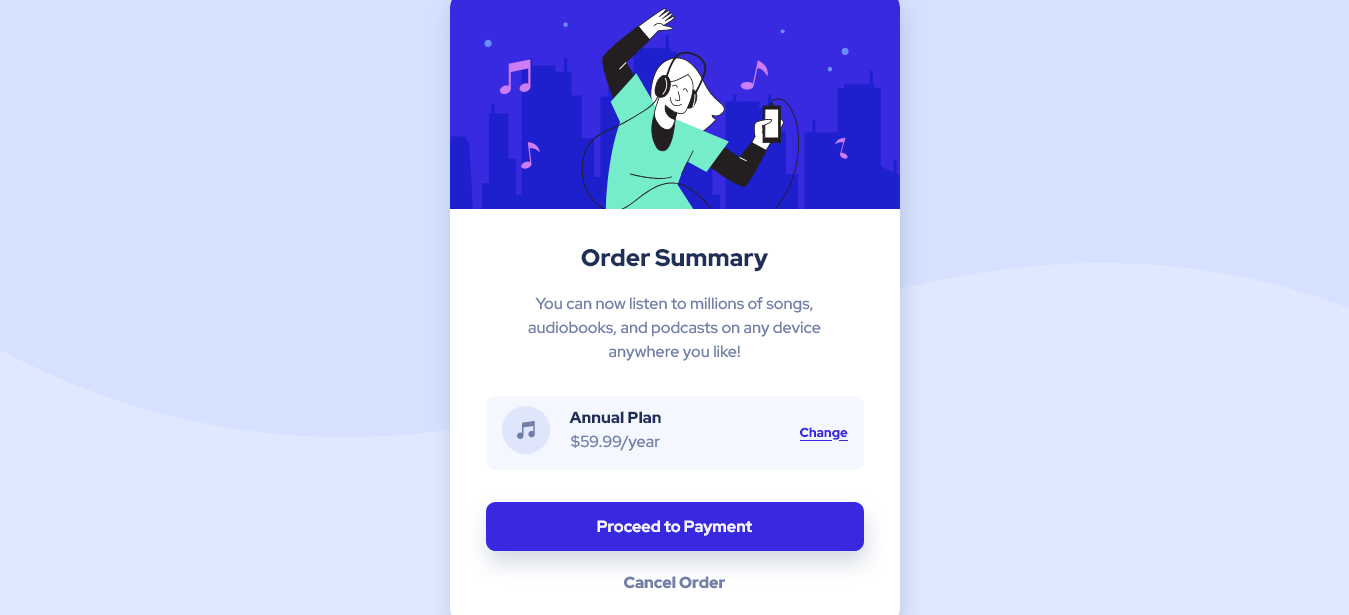 Order Summary
You can now listen to millions of songs,
audiobooks, and podcasts on any device
anywhere you like!
Annual Plan
$59.99/year
Change
Proceed to Payment
Cancel Order